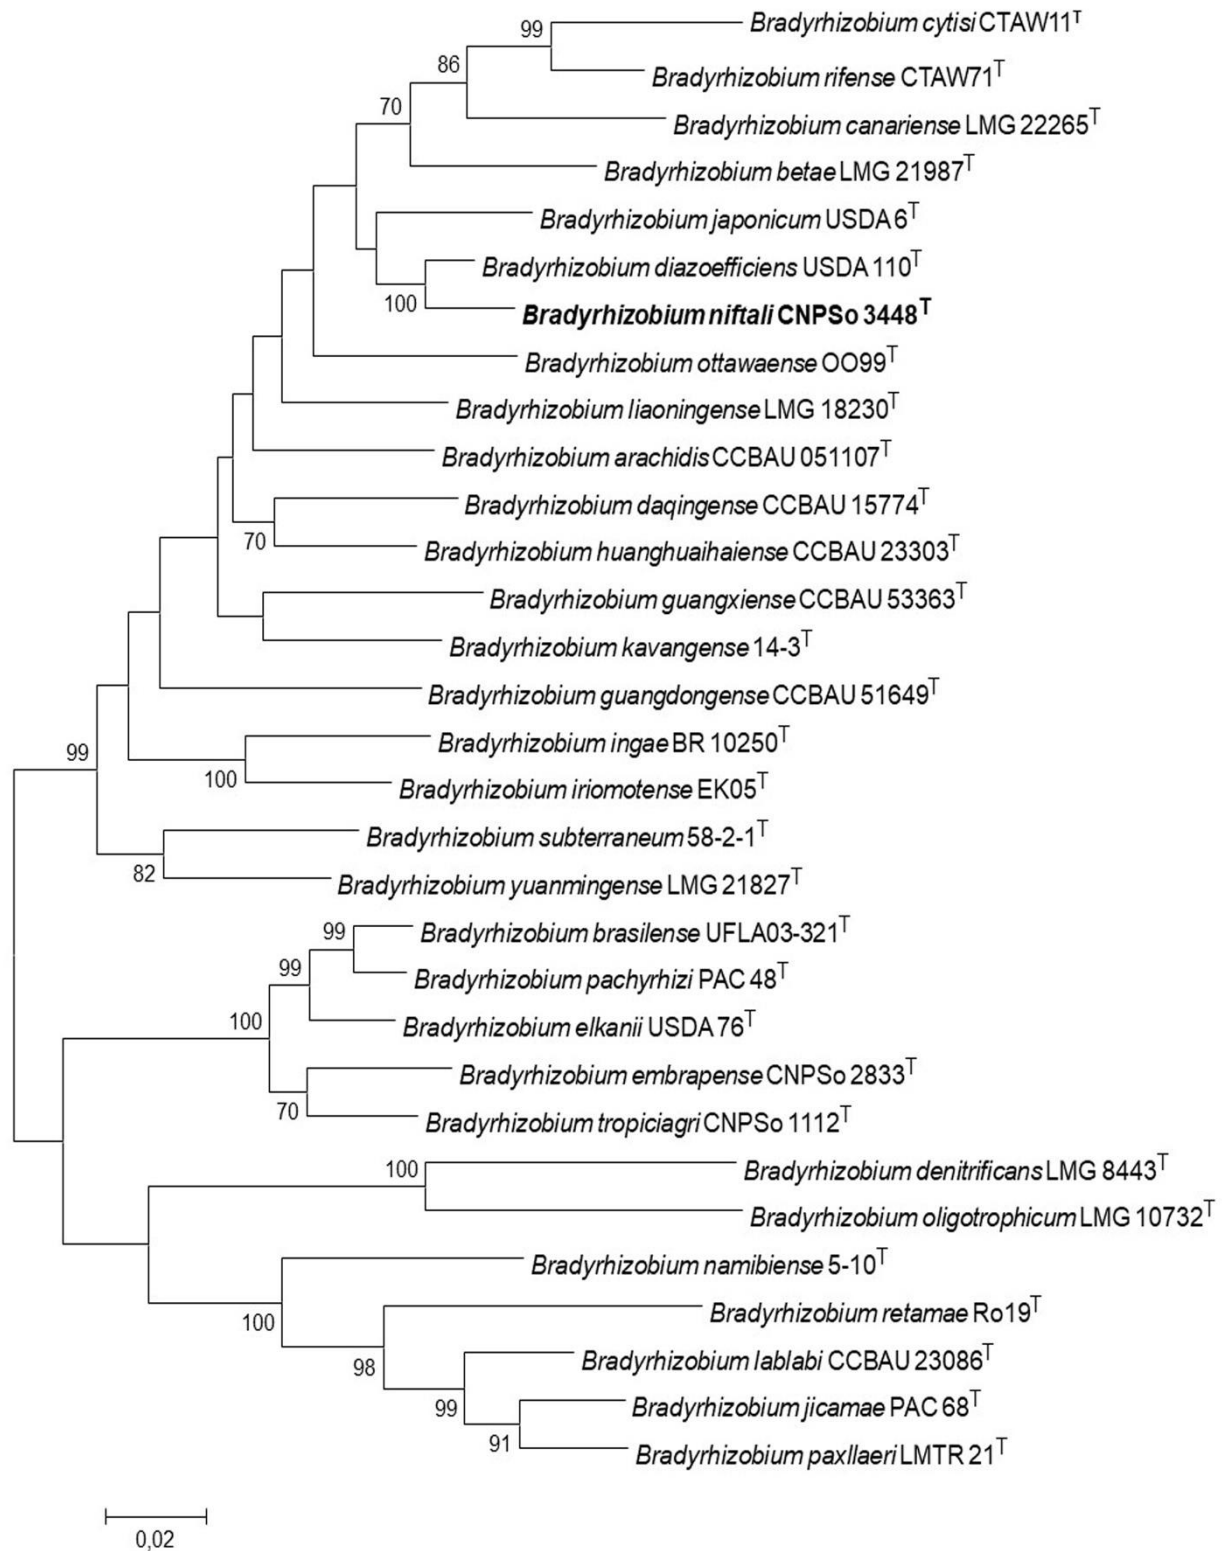 99
Bradyrhizobium cytisi CTAW11T
86
Bradyrhizobium rifense CTAW71T
70
Bradyrhizobium canariense LMG 22265T
Bradyrhizobium betae LMG 21987T
Bradyrhizobium japonicum USDA 6T
Bradyrhizobium diazoefficiens USDA 110T
100
Bradyrhizobium niftali CNPSo 3448T
Bradyrhizobium ottawaense OO99T
Bradyrhizobium liaoningense LMG 18230T
Bradyrhizobium arachidis CCBAU 051107T
Bradyrhizobium daqingense CCBAU 15774T
70
Bradyrhizobium huanghuaihaiense CCBAU 23303T
Bradyrhizobium guangxiense CCBAU 53363T
Bradyrhizobium kavangense 14-3T
Bradyrhizobium guangdongense CCBAU 51649T
99
Bradyrhizobium ingae BR 10250T
100
Bradyrhizobium iriomotense EK05T
Bradyrhizobium subterraneum 58-2-1T
82
Bradyrhizobium yuanmingense LMG 21827T
99
Bradyrhizobium brasilense UFLA03-321T
99
Bradyrhizobium pachyrhizi PAC 48T
100
Bradyrhizobium elkanii USDA 76T
Bradyrhizobium embrapense CNPSo 2833T
70
Bradyrhizobium tropiciagri CNPSo 1112T
100
Bradyrhizobium denitrificans LMG 8443T
Bradyrhizobium oligotrophicum LMG 10732T
Bradyrhizobium namibiense 5-10T
100
Bradyrhizobium retamae Ro19T
98
Bradyrhizobium lablabi CCBAU 23086T
99
Bradyrhizobium jicamae PAC 68T
91
Bradyrhizobium paxllaeri LMTR 21T
0,02